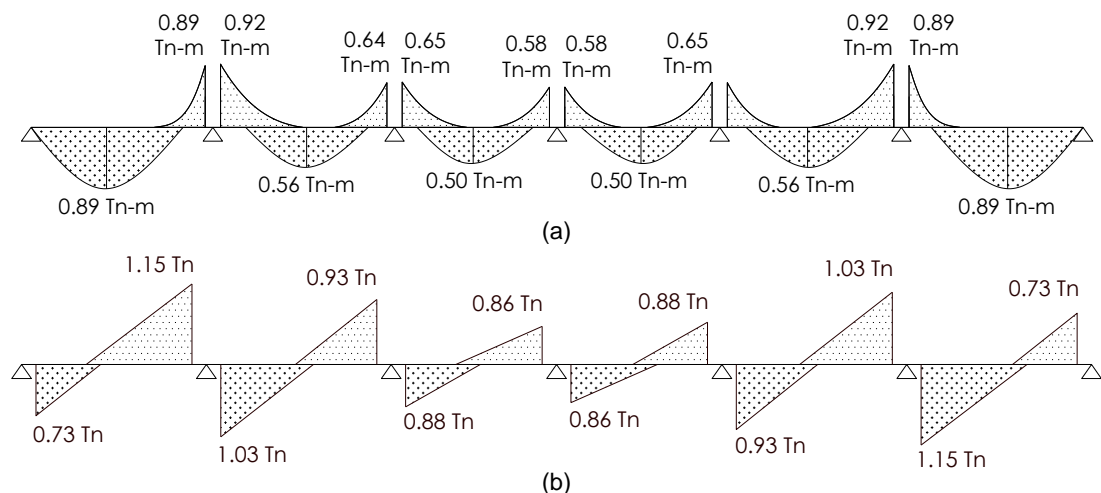 0.89 0.92 0.64 0.65 0.58 0.58 0.65 0.92 0.89
Tn-m Tn-m Tn-m Tn-m Tn-m Tn-m Tn-m Tn-m Tn-m
0.89 Tn-m 0.56 Tn-m 0.50 Tn-m 0.50 Tn-m 0.56 Tn-m 0.89 Tn-m
(a)
1.15 Tn 0.93 Tn 0.86 Tn 0.88 Tn 1.03 Tn 0.73 Tn
0.73 Tn 1.03 Tn 0.88 Tn 0.86 Tn 0.93 Tn 1.15 Tn
(b)